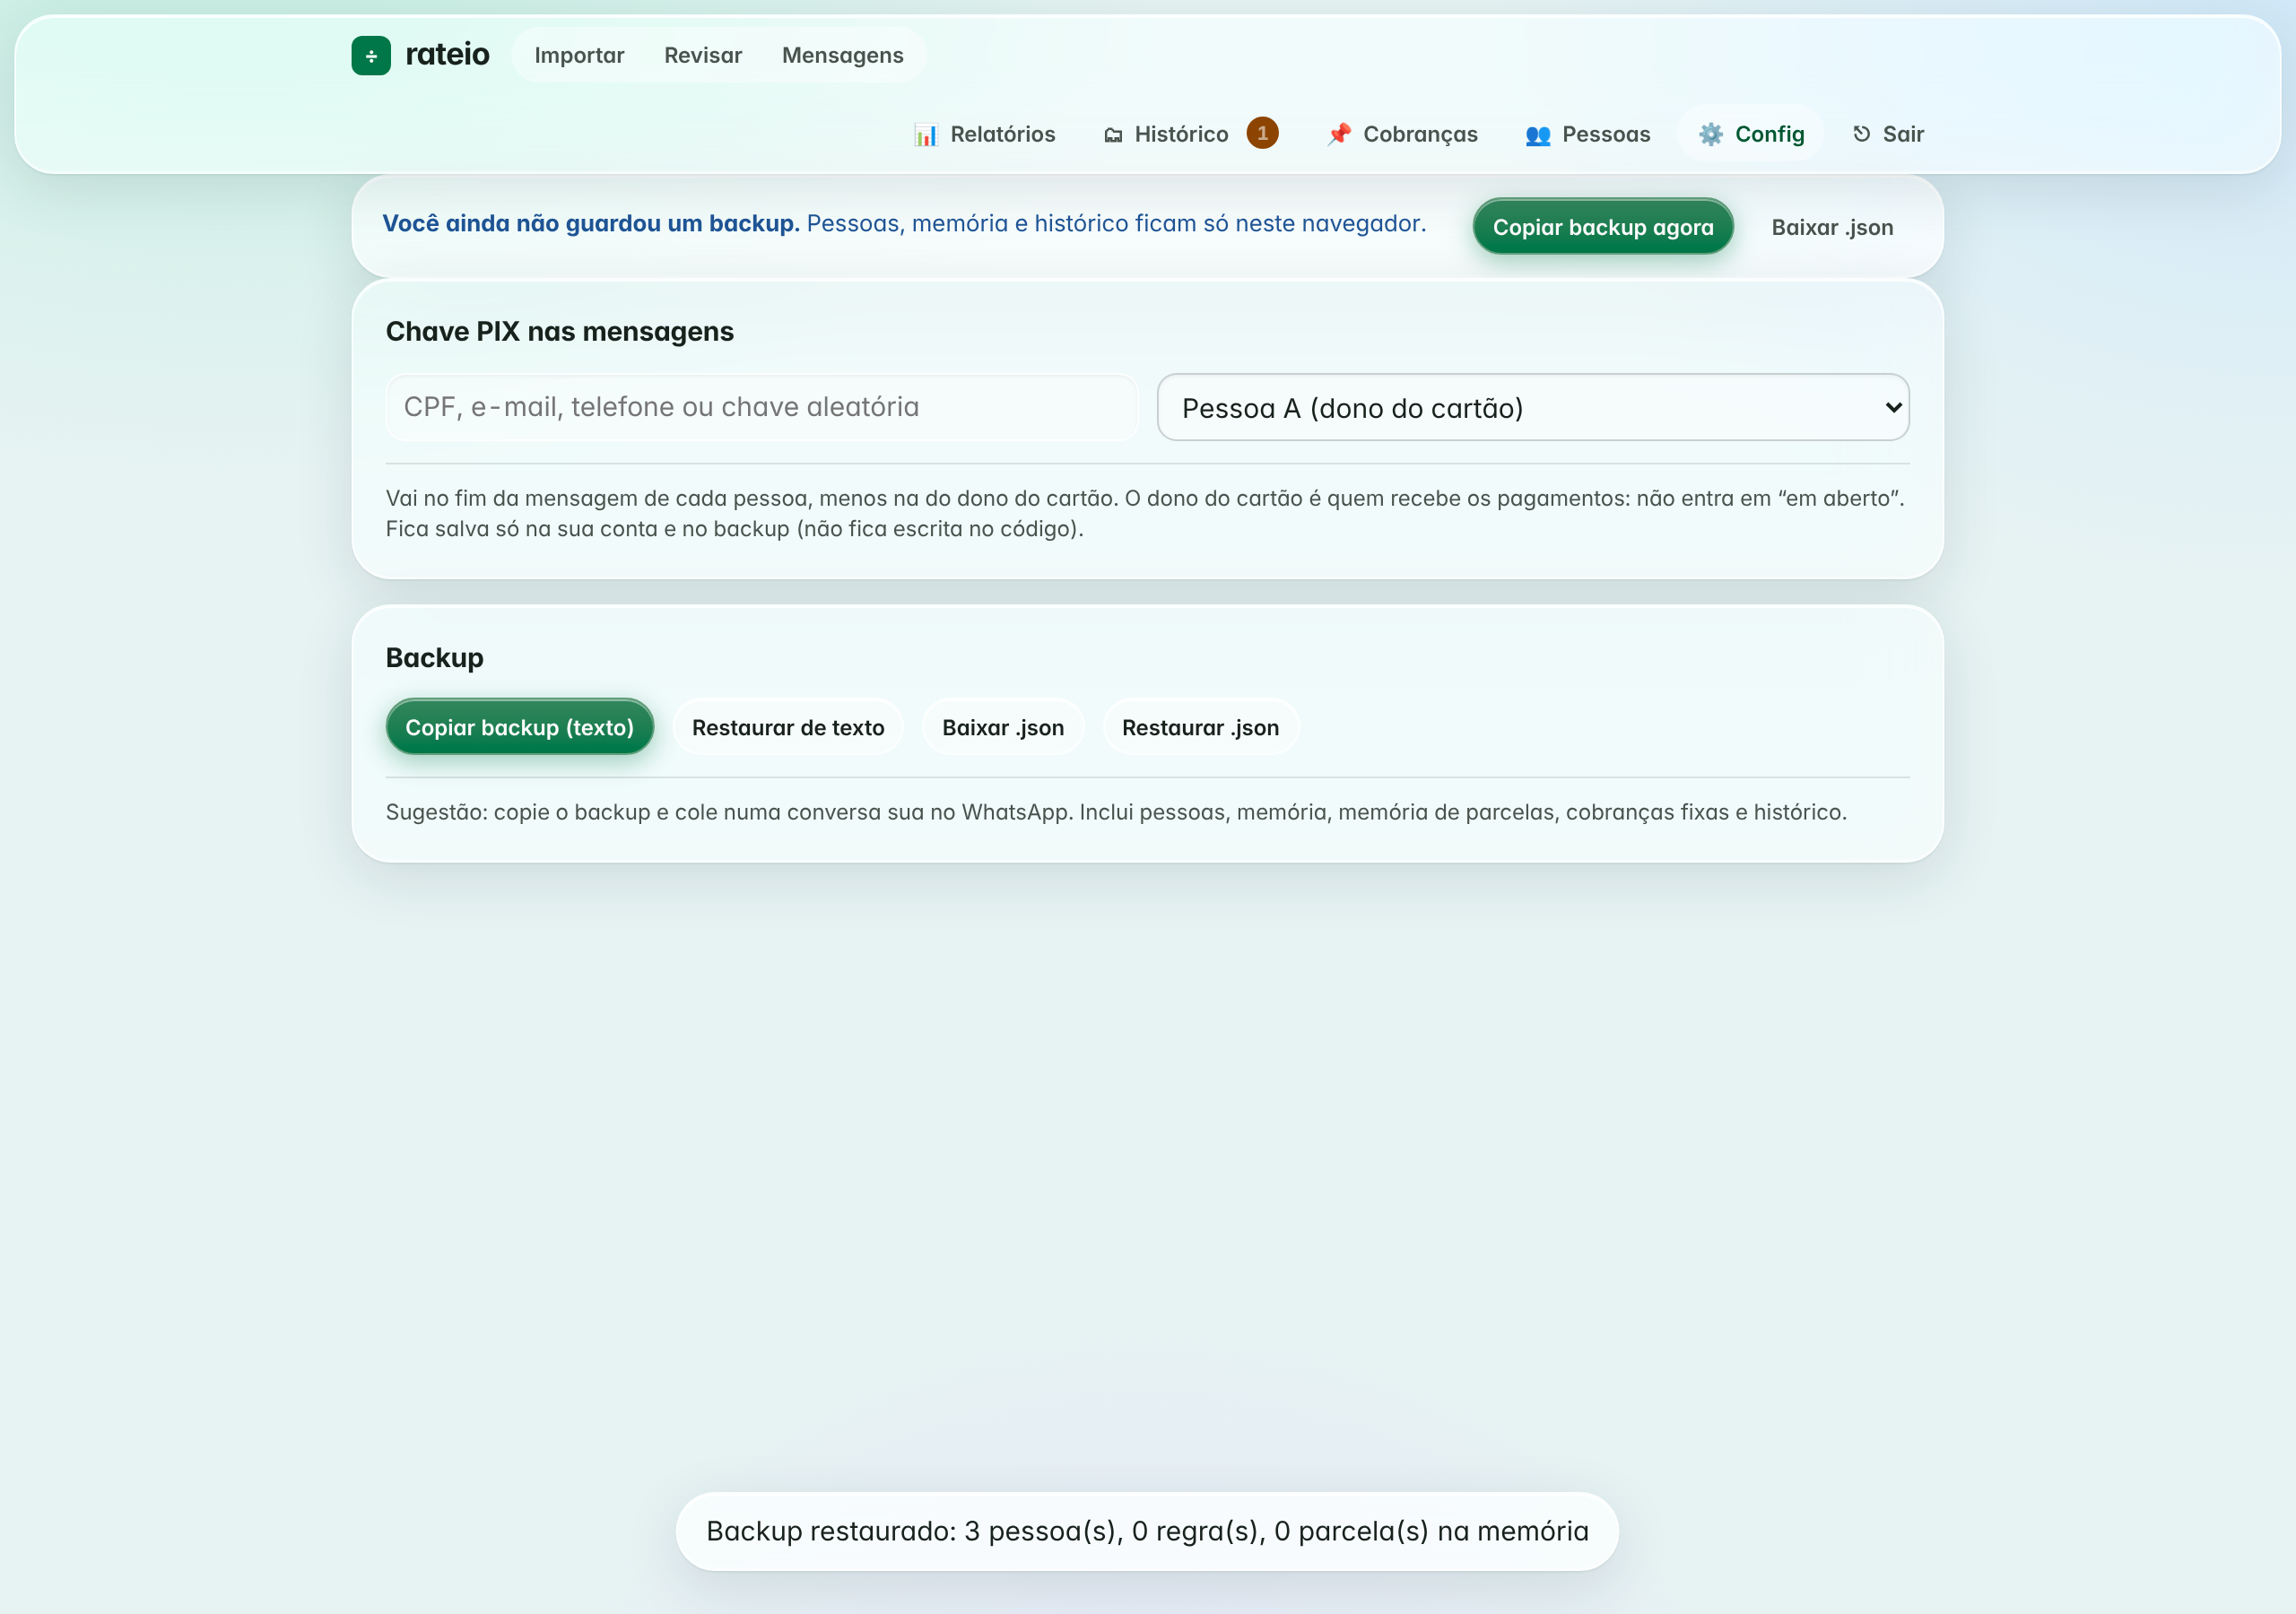 ÷ rateio Importar Revisar Mensagens
📊 Relatórios 🗂 Histórico 1 📌 Cobranças 👥 Pessoas ⚙️ Config ⎋ Sair
Você ainda não guardou um backup. Pessoas, memória e histórico ficam só neste navegador. Copiar backup agora Baixar .json
Chave PIX nas mensagens
CPF, e-mail, telefone ou chave aleatória Pessoa A (dono do cartão)
Vai no fim da mensagem de cada pessoa, menos na do dono do cartão. O dono do cartão é quem recebe os pagamentos: não entra em “em aberto”.
Fica salva só na sua conta e no backup (não fica escrita no código).
Backup
Copiar backup (texto) Restaurar de texto Baixar .json Restaurar .json
Sugestão: copie o backup e cole numa conversa sua no WhatsApp. Inclui pessoas, memória, memória de parcelas, cobranças fixas e histórico.
Backup restaurado: 3 pessoa(s), 0 regra(s), 0 parcela(s) na memória